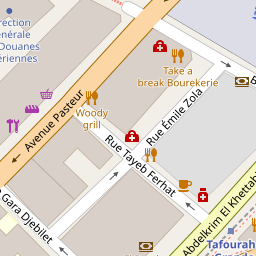 Direction
Générale
Douanes
ériennes
Take a
break Bourekerie
Avenue Pasteur
Woody
grill
Rue Émile Zola
Rue Tayeb Ferhat
Gara Djebilet
Abdelkrim El Khettab
Tafourah